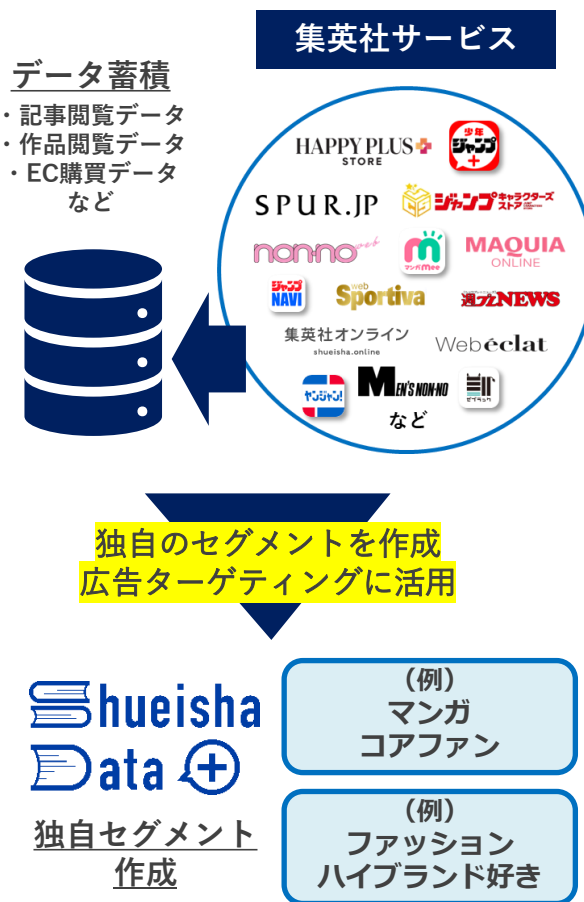 集英社サービス
データ蓄積
・記事閲覧データ
・作品閲覧データ
・EC購買データ
など
HAPPY PLUS
STORE
少年
ジャンプ
+
SPUR.JP
ジャンプ キャラクターズ
ストア
non-no web
マンガMee
MAQUIA
ONLINE
ジャンプ
NAVI
web
Sportiva
週プレNEWS
集英社オンライン
shueisha.online
Web éclat
ヤンジャン!
MEN'S NON-NO
ゼブラック
など
独自のセグメントを作成
広告ターゲティングに活用
Shueisha
Data +
独自セグメント
作成
（例）
マンガ
コアファン
（例）
ファッション
ハイブランド好き